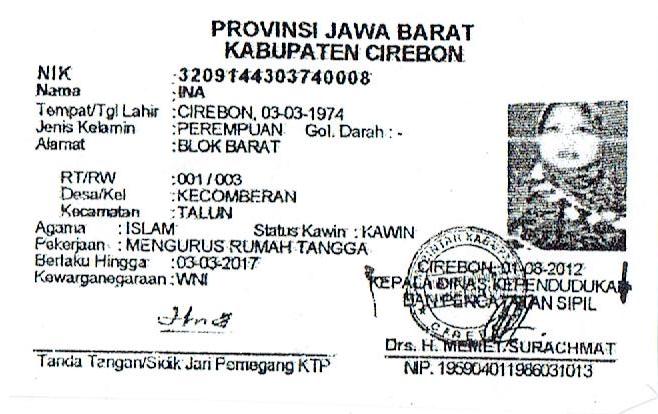 PROVINSI JAWA BARAT
KABUPATEN CIREBON
NIK :3209144303740008
Nama :INA
Tempat/Tgl Lahir :CIREBON, 03-03-1974
Jenis Kelamin :PEREMPUAN Gol. Darah : -
Alamat :BLOK BARAT
RT/RW :001 / 003
Desa/Kel :KECOMBERAN
Kecamatan :TALUN
Agama : ISLAM Status Kawin : KAWIN
Pekerjaan : MENGURUS RUMAH TANGGA
Berlaku Hingga :03-03-2017
Kewarganegaraan :WNI
CIREBON, 01-08-2012
KEPALA DINAS KEPENDUDUKAN
DAN PENCATATAN SIPIL
CIREBON
Drs. H. MEMET SURACHMAT
NIP. 195904011986031013
Tanda Tangan/Sidik Jari Pemegang KTP